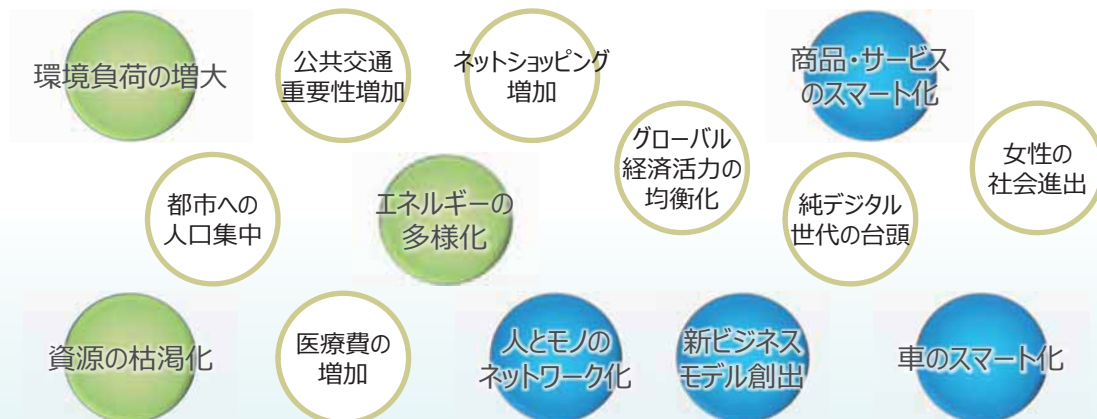 環境負荷の増大
公共交通
重要性増加
ネットショッピング
増加
商品・サービス
のスマート化
グローバル
経済活力の
均衡化
女性の
社会進出
都市への
人口集中
エネルギーの
多様化
純デジタル
世代の台頭
資源の枯渇化
医療費の
増加
人とモノの
ネットワーク化
新ビジネス
モデル創出
車のスマート化